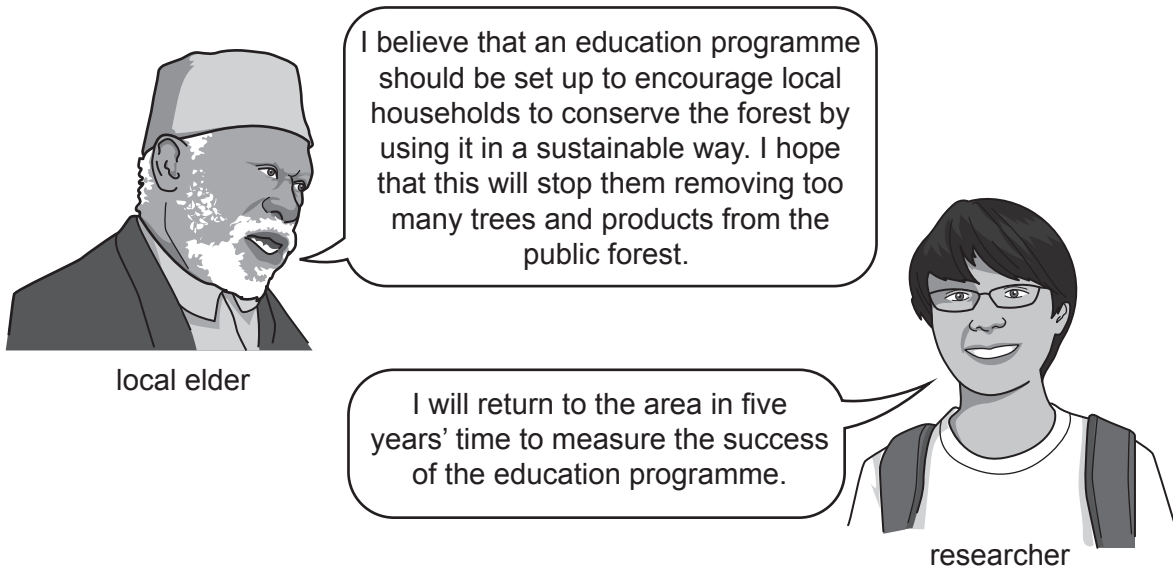 I believe that an education programme
should be set up to encourage local
households to conserve the forest by
using it in a sustainable way. I hope
that this will stop them removing too
many trees and products from the
public forest.
local elder
I will return to the area in five
years’ time to measure the success
of the education programme.
researcher